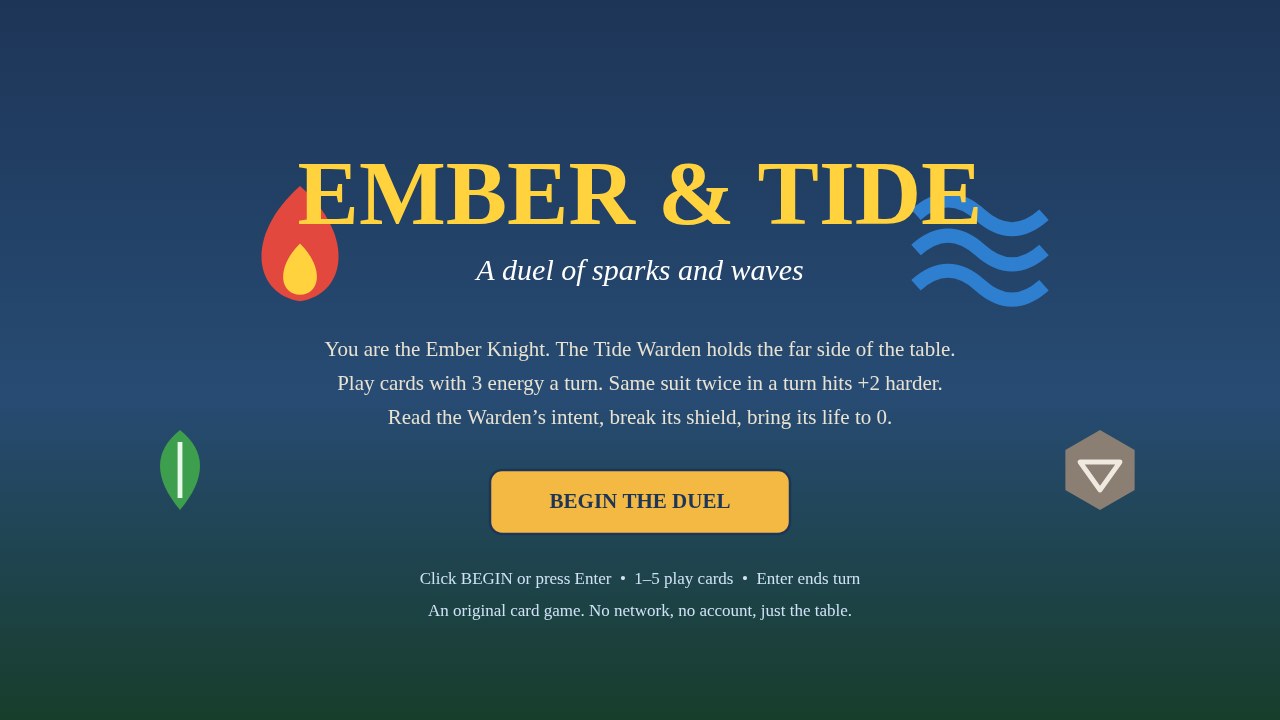 EMBER & TIDE
A duel of sparks and waves
You are the Ember Knight. The Tide Warden holds the far side of the table.
Play cards with 3 energy a turn. Same suit twice in a turn hits +2 harder.
Read the Warden’s intent, break its shield, bring its life to 0.
BEGIN THE DUEL
Click BEGIN or press Enter • 1–5 play cards • Enter ends turn
An original card game. No network, no account, just the table.